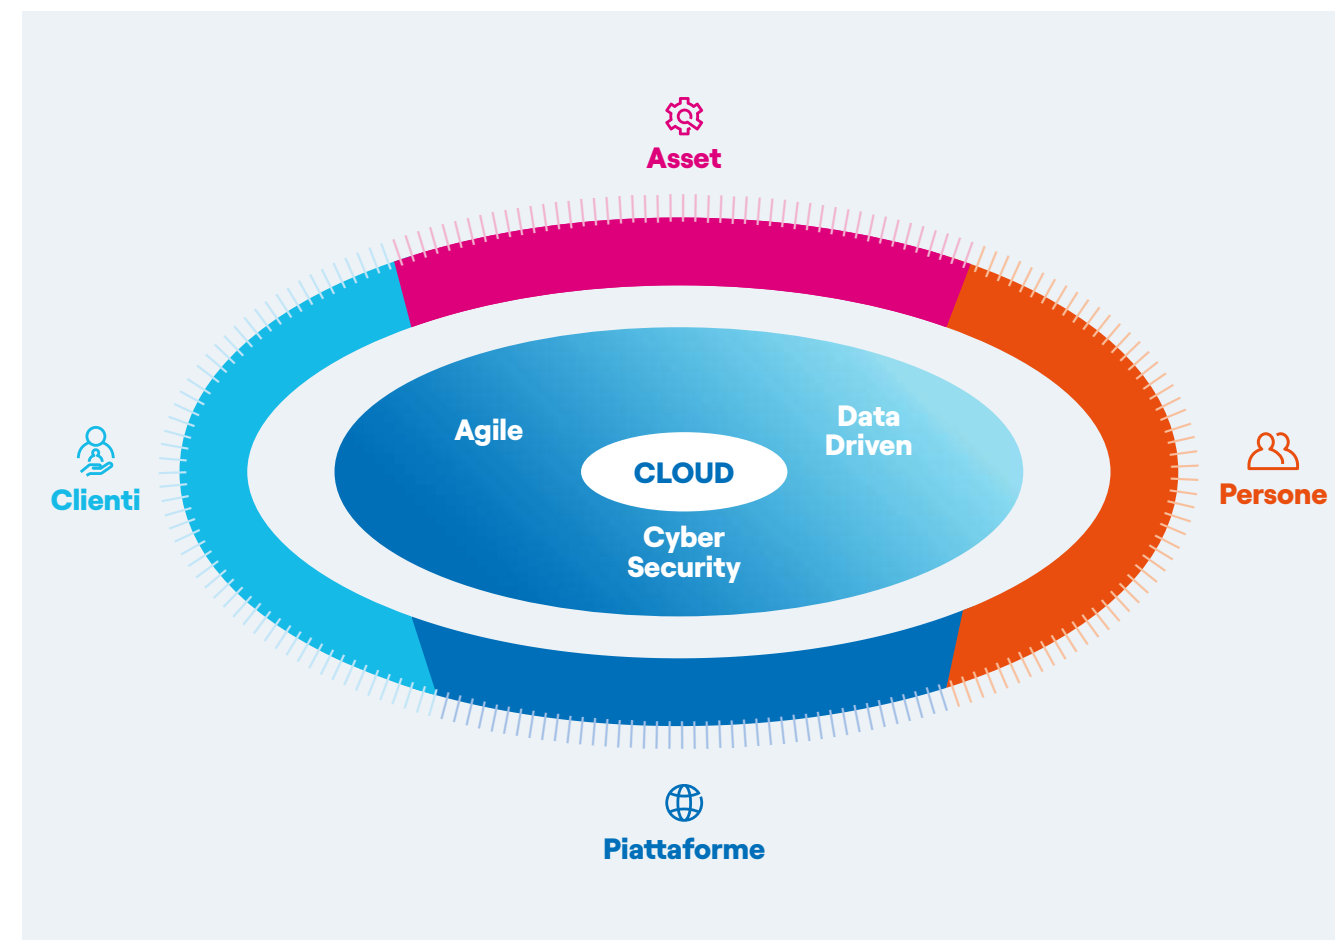 Asset
Agile
Data
Driven
CLOUD
Clienti
Persone
Cyber
Security
Piattaforme